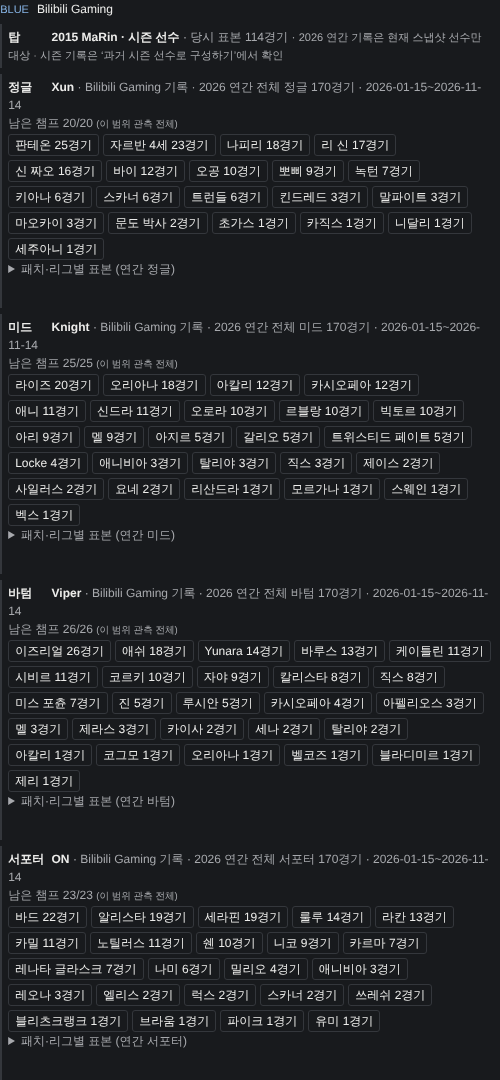 BLUE Bilibili Gaming
탑 2015 MaRin · 시즌 선수 · 당시 표본 114경기 · 2026 연간 기록은 현재 스냅샷 선수만
대상 · 시즌 기록은 '과거 시즌 선수로 구성하기'에서 확인
정글 Xun · Bilibili Gaming 기록 · 2026 연간 전체 정글 170경기 · 2026-01-15~2026-11-
14
남은 챔프 20/20 (이 범위 관측 전체)
판테온 25경기 자르반 4세 23경기 나피리 18경기 리 신 17경기
신 짜오 16경기 바이 12경기 오공 10경기 뽀삐 9경기 녹턴 7경기
키아나 6경기 스카너 6경기 트런들 6경기 킨드레드 3경기 말파이트 3경기
마오카이 3경기 문도 박사 2경기 초가스 1경기 카직스 1경기 니달리 1경기
세주아니 1경기
▶ 패치·리그별 표본 (연간 정글)
미드 Knight · Bilibili Gaming 기록 · 2026 연간 전체 미드 170경기 · 2026-01-15~2026-
11-14
남은 챔프 25/25 (이 범위 관측 전체)
라이즈 20경기 오리아나 18경기 아칼리 12경기 카시오페아 12경기
애니 11경기 신드라 11경기 오로라 10경기 르블랑 10경기 빅토르 10경기
아리 9경기 멜 9경기 아지르 5경기 갈리오 5경기 트위스티드 페이트 5경기
Locke 4경기 애니비아 3경기 탈리야 3경기 직스 3경기 제이스 2경기
사일러스 2경기 요네 2경기 리산드라 1경기 모르가나 1경기 스웨인 1경기
벡스 1경기
▶ 패치·리그별 표본 (연간 미드)
바텀 Viper · Bilibili Gaming 기록 · 2026 연간 전체 바텀 170경기 · 2026-01-15~2026-11-
14
남은 챔프 26/26 (이 범위 관측 전체)
이즈리얼 26경기 애쉬 18경기 Yunara 14경기 바루스 13경기 케이틀린 11경기
시비르 11경기 코르키 10경기 자야 9경기 칼리스타 8경기 직스 8경기
미스 포츈 7경기 진 5경기 루시안 5경기 카시오페아 4경기 아펠리오스 3경기
멜 3경기 제라스 3경기 카이사 2경기 세나 2경기 탈리야 2경기
아칼리 1경기 코그모 1경기 오리아나 1경기 벨코즈 1경기 블라디미르 1경기
제리 1경기
▶ 패치·리그별 표본 (연간 바텀)
서포터 ON · Bilibili Gaming 기록 · 2026 연간 전체 서포터 170경기 · 2026-01-15~2026-11-
14
남은 챔프 23/23 (이 범위 관측 전체)
바드 22경기 알리스타 19경기 세라핀 19경기 룰루 14경기 라칸 13경기
카밀 11경기 노틸러스 11경기 쉔 10경기 니코 9경기 카르마 7경기
레나타 글라스크 7경기 나미 6경기 밀리오 4경기 애니비아 3경기
레오나 3경기 엘리스 2경기 럭스 2경기 스카너 2경기 쓰레쉬 2경기
블리츠크랭크 1경기 브라움 1경기 파이크 1경기 유미 1경기
▶ 패치·리그별 표본 (연간 서포터)